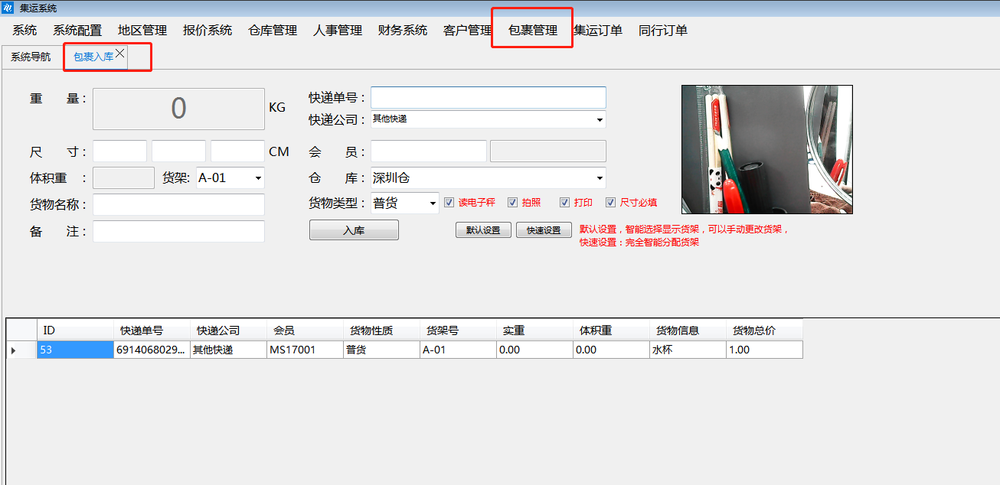 集运系统
系统 系统配置 地区管理 报价系统 仓库管理 人事管理 财务系统 客户管理 包裹管理 集运订单 同行订单
系统导航 包裹入库
重 量： 0 KG 快递单号：
快递公司： 其他快递
尺 寸： CM 会 员：
体积重 ： 货架: A-01 仓 库： 深圳仓
货物名称： 货物类型： 普货 读电子秤 拍照 打印 尺寸必填
备 注： 入库 默认设置 快速设置 默认设置，智能选择显示货架，可以手动更改货架，
快速设置：完全智能分配货架
ID 快递单号 快递公司 会员 货物性质 货架号 实重 体积重 货物信息 货物总价
53 6914068029... 其他快递 MS17001 普货 A-01 0.00 0.00 水杯 1.00